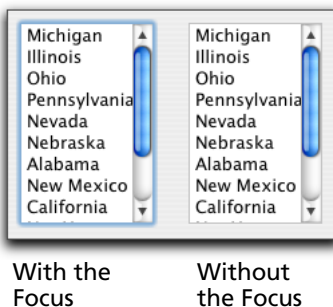 Michigan
Illinois
Ohio
Pennsylvania
Nevada
Nebraska
Alabama
New Mexico
California
Michigan
Illinois
Ohio
Pennsylvania
Nevada
Nebraska
Alabama
New Mexico
California
With the
Focus
Without
the Focus